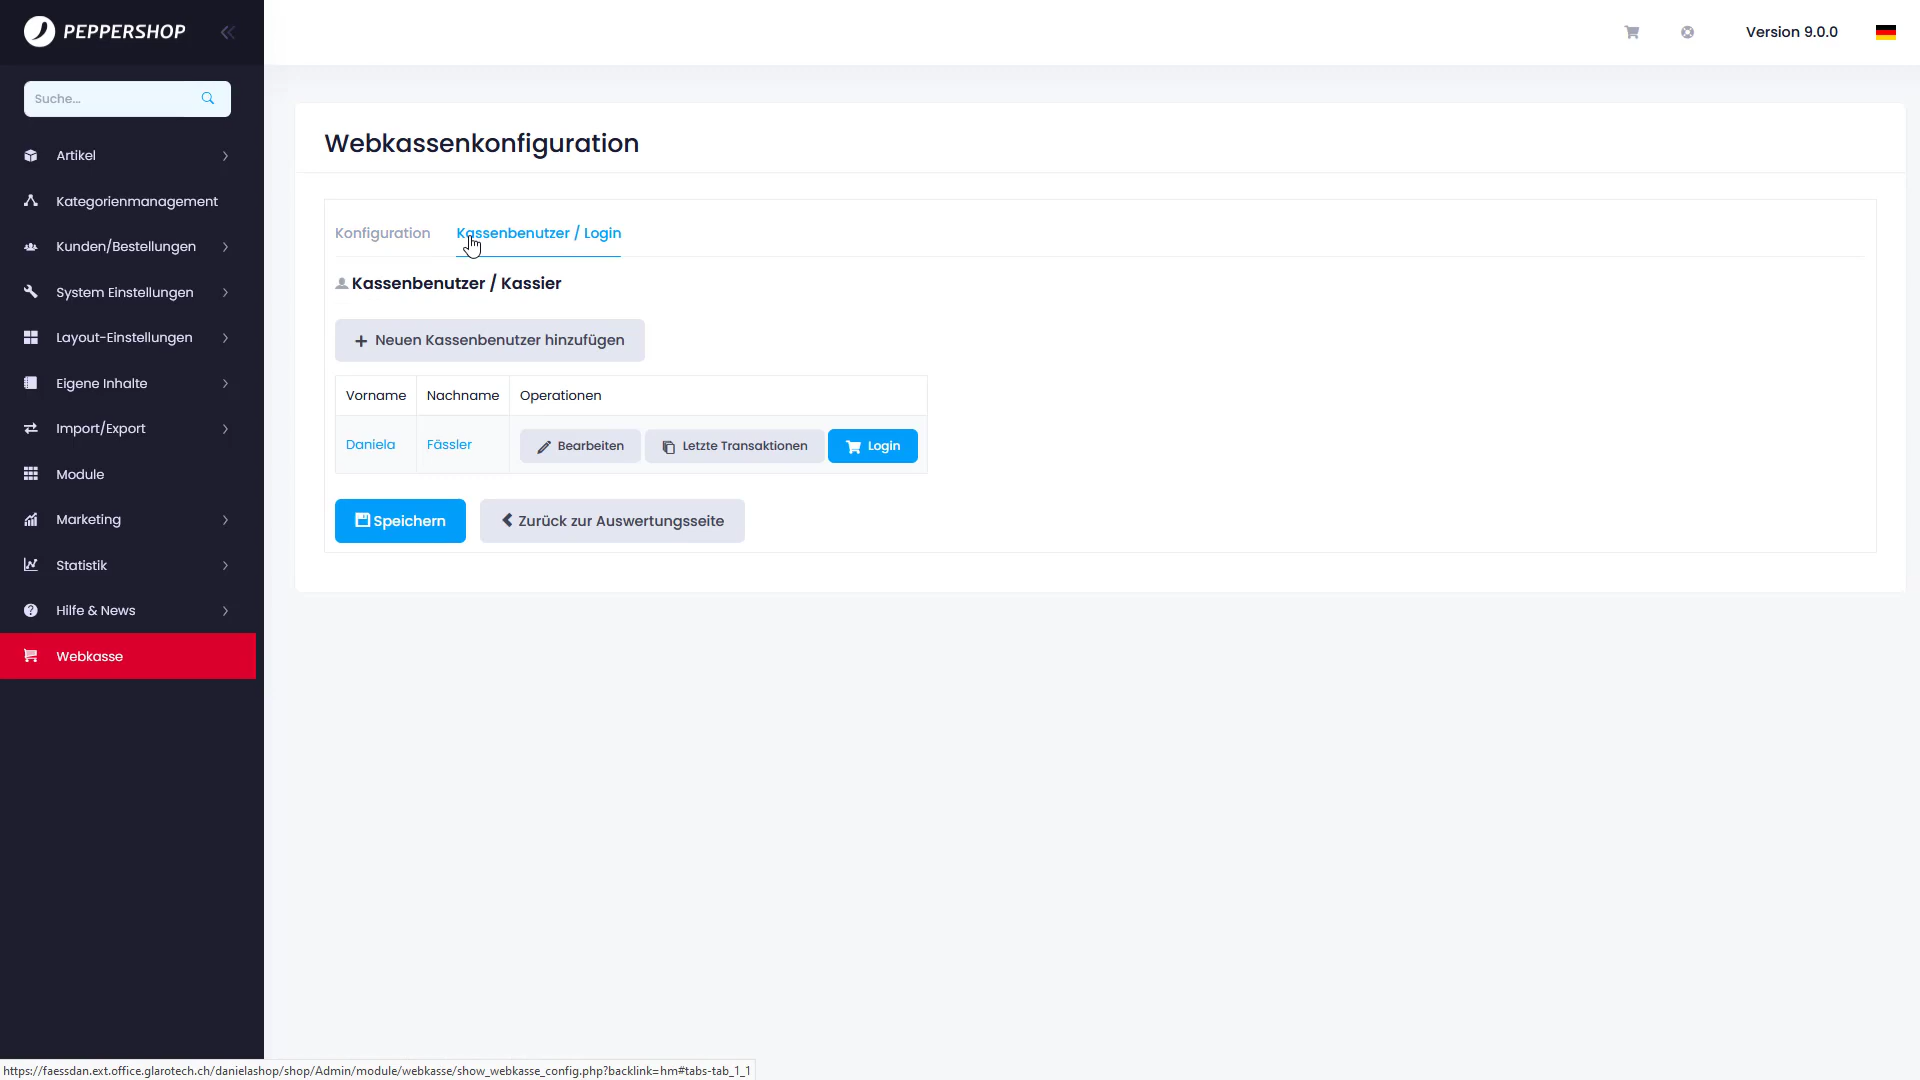 PEPPERSHOP
Version 9.0.0
Suche...
Artikel
Kategorienmanagement
Kunden/Bestellungen
System Einstellungen
Layout-Einstellungen
Eigene Inhalte
Import/Export
Module
Marketing
Statistik
Hilfe & News
Webkasse
Webkassenkonfiguration
Konfiguration
Kassenbenutzer / Login
Kassenbenutzer / Kassier
Neuen Kassenbenutzer hinzufügen
Vorname Nachname Operationen
Daniela Fässler Bearbeiten Letzte Transaktionen Login
Speichern
Zurück zur Auswertungsseite
https://faessdan.ext.office.glarotech.ch/danielashop/shop/Admin/module/webkasse/show_webkasse_config.php?backlink=hm#tabs-tab_1_1